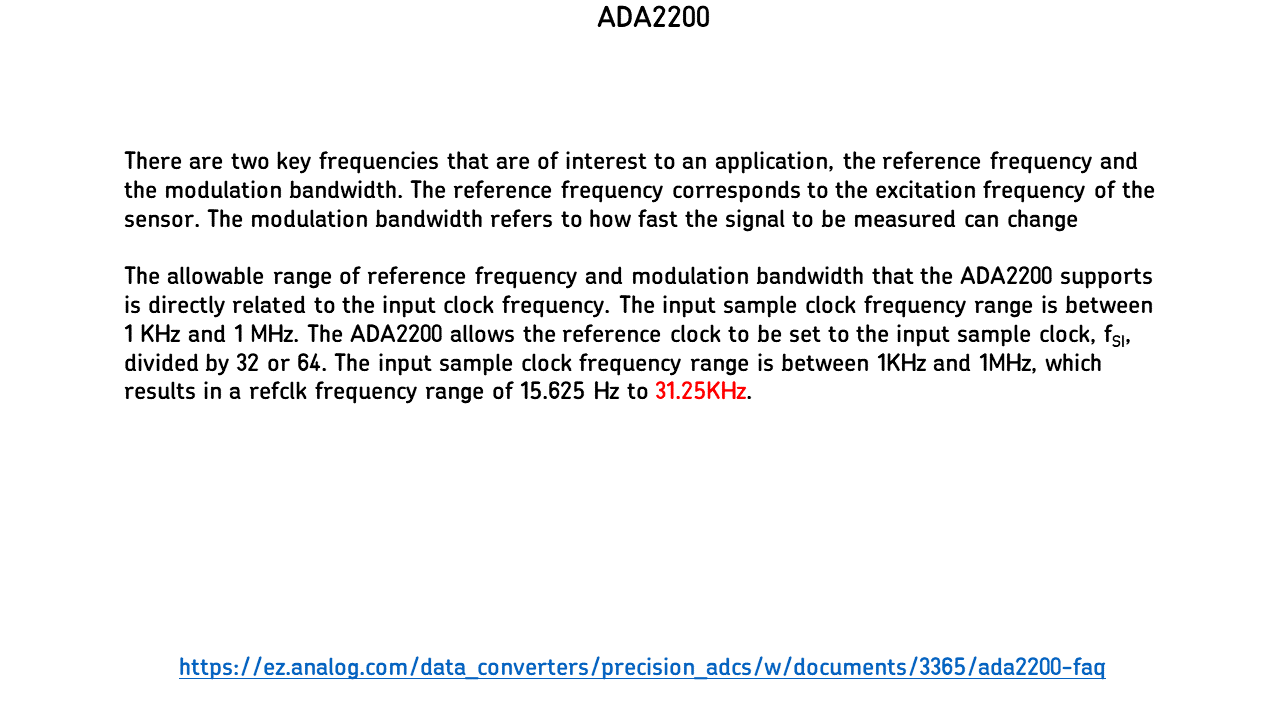 ADA2200
There are two key frequencies that are of interest to an application, the reference frequency and
the modulation bandwidth. The reference frequency corresponds to the excitation frequency of the
sensor. The modulation bandwidth refers to how fast the signal to be measured can change
The allowable range of reference frequency and modulation bandwidth that the ADA2200 supports
is directly related to the input clock frequency. The input sample clock frequency range is between
1 KHz and 1 MHz. The ADA2200 allows the reference clock to be set to the input sample clock, fSI,
divided by 32 or 64. The input sample clock frequency range is between 1KHz and 1MHz, which
results in a refclk frequency range of 15.625 Hz to 31.25KHz.
https://ez.analog.com/data_converters/precision_adcs/w/documents/3365/ada2200-faq